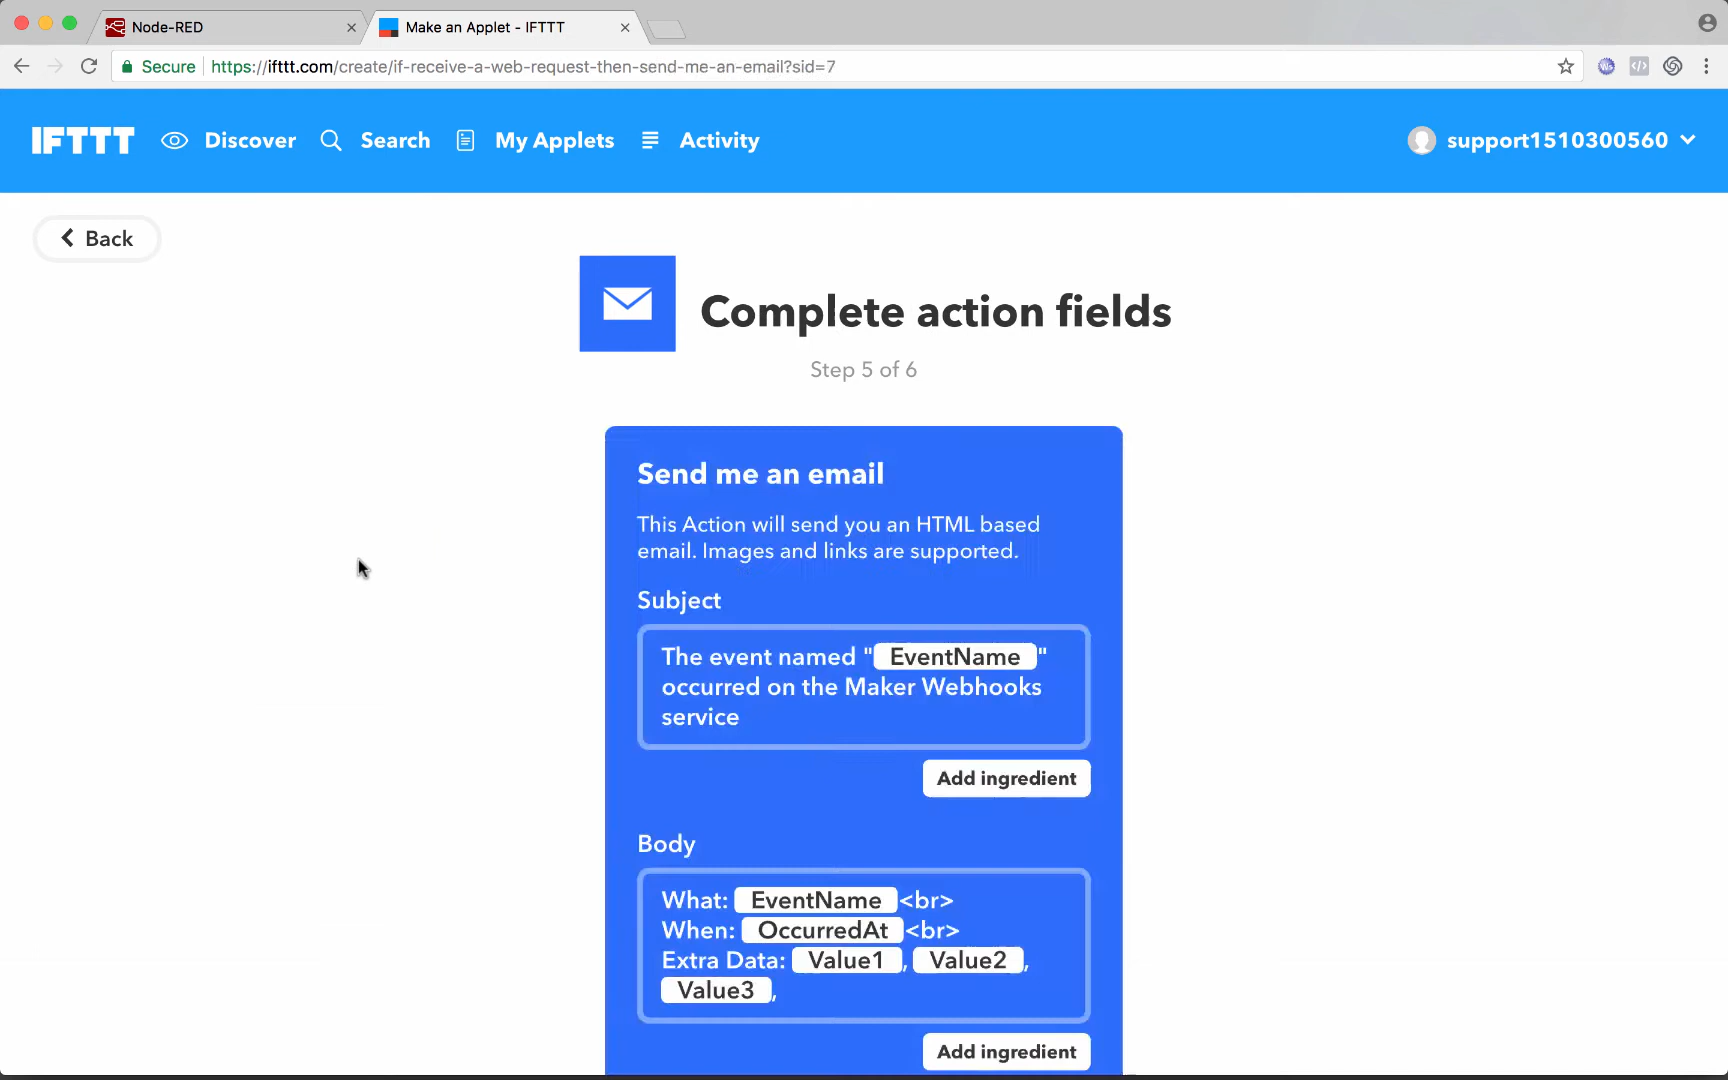 Node-RED
Make an Applet - IFTTT
Secure https://ifttt.com/create/if-receive-a-web-request-then-send-me-an-email?sid=7
IFTTT Discover Search My Applets Activity support1510300560
Back
Complete action fields
Step 5 of 6
Send me an email
This Action will send you an HTML based
email. Images and links are supported.
Subject
The event named " EventName "
occurred on the Maker Webhooks
service
Add ingredient
Body
What: EventName <br>
When: OccurredAt <br>
Extra Data: Value1 , Value2 ,
Value3 ,
Add ingredient